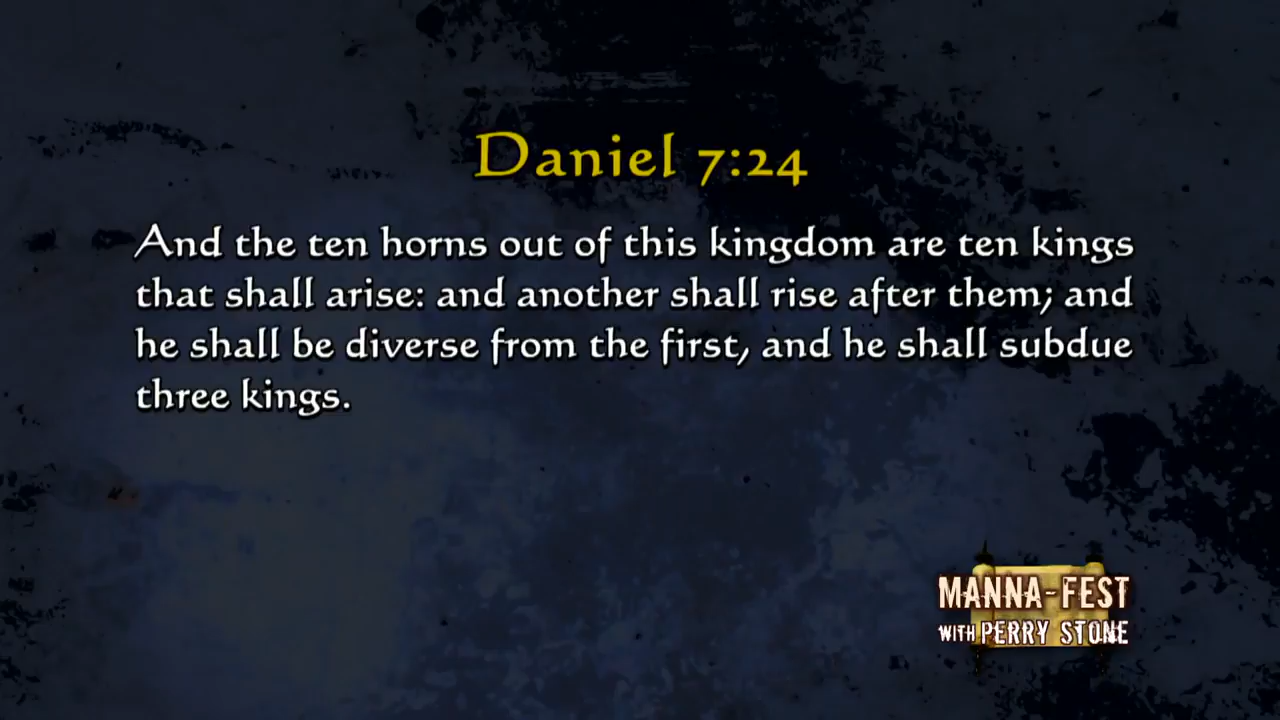 Daniel 7:24
And the ten horns out of this kingdom are ten kings
that shall arise: and another shall rise after them; and
he shall be diverse from the first, and he shall subdue
three kings.
MANNA-FEST
WITH PERRY STONE